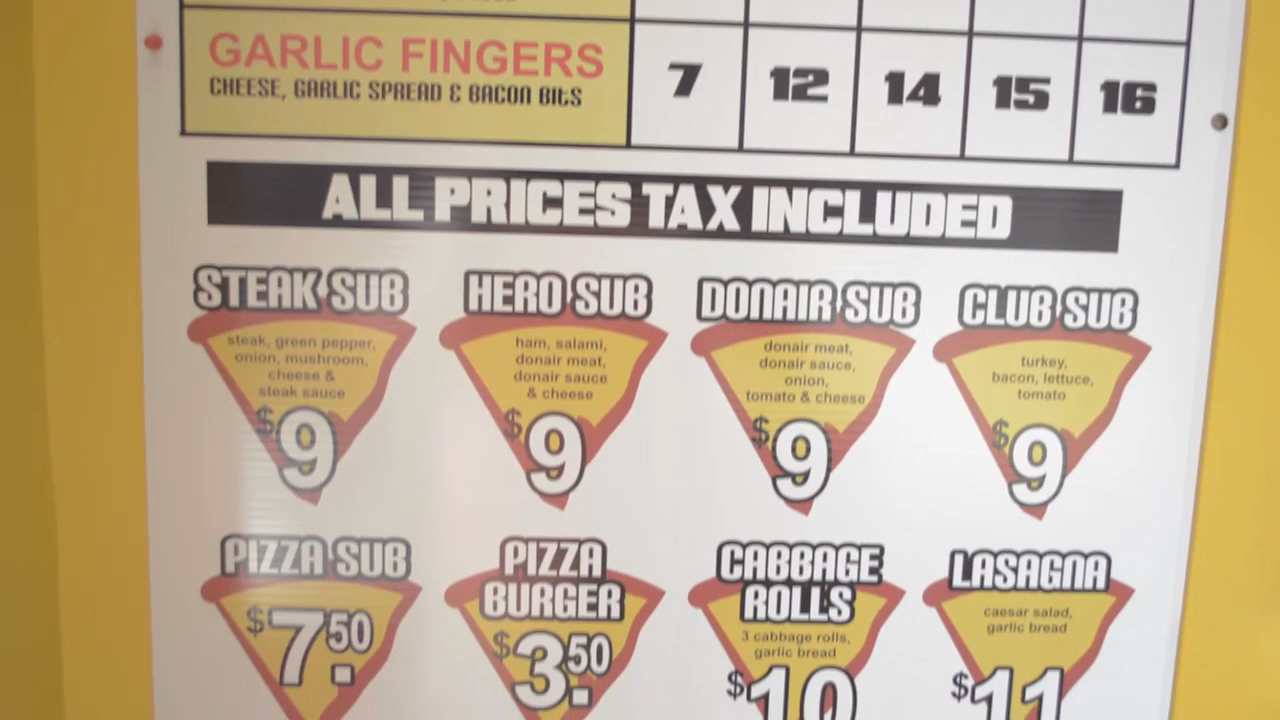 GARLIC FINGERS
CHEESE, GARLIC SPREAD & BACON BITS
7 12 14 15 16
ALL PRICES TAX INCLUDED
STEAK SUB
steak, green pepper,
onion, mushroom,
cheese &
steak sauce
$9
HERO SUB
ham, salami,
donair meat,
donair sauce
& cheese
$9
DONAIR SUB
donair meat,
donair sauce,
onion,
tomato & cheese
$9
CLUB SUB
turkey,
bacon, lettuce,
tomato
$9
PIZZA SUB
$7.50
PIZZA
BURGER
$3.50
CABBAGE
ROLLS
3 cabbage rolls,
garlic bread
$10
LASAGNA
caesar salad,
garlic bread
$11